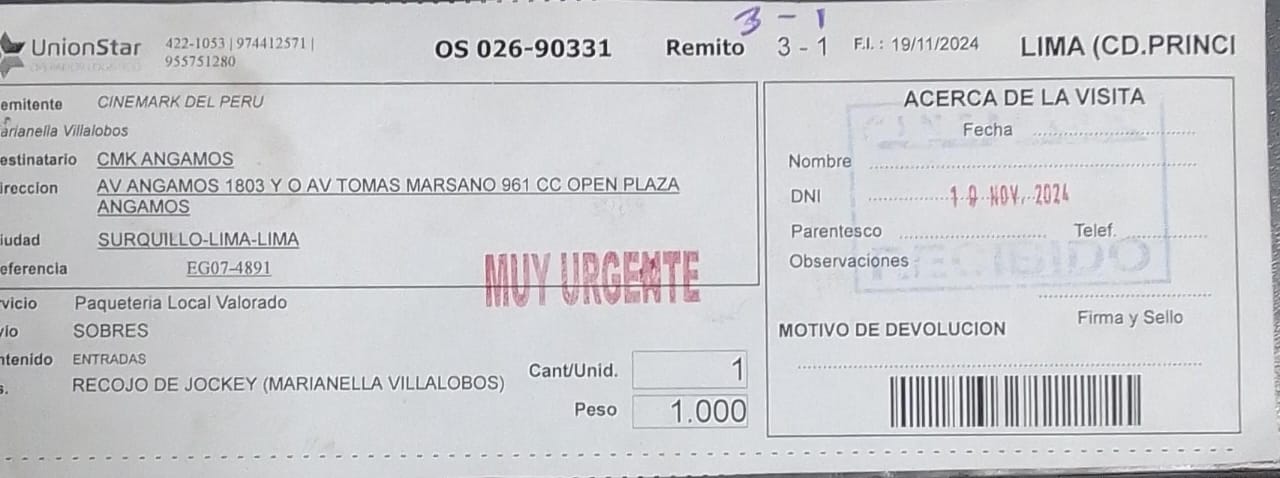 3 - 1
UnionStar 422-1053 | 974412571 | OS 026-90331 Remito 3 - 1 F.I. : 19/11/2024 LIMA (CD.PRINCI
955751280
emitente CINEMARK DEL PERU
arianella Villalobos
estinatario CMK ANGAMOS
ireccion AV ANGAMOS 1803 Y O AV TOMAS MARSANO 961 CC OPEN PLAZA
ANGAMOS
iudad SURQUILLO-LIMA-LIMA
eferencia EG07-4891
MUY URGENTE
rvicio Paqueteria Local Valorado
vio SOBRES
ntenido ENTRADAS
s. RECOJO DE JOCKEY (MARIANELLA VILLALOBOS)
Cant/Unid. 1
Peso 1.000
ACERCA DE LA VISITA
Fecha
Nombre
DNI 19 NOV. 2024
Parentesco Telef.
Observaciones
RECIBIDO
Firma y Sello
MOTIVO DE DEVOLUCION